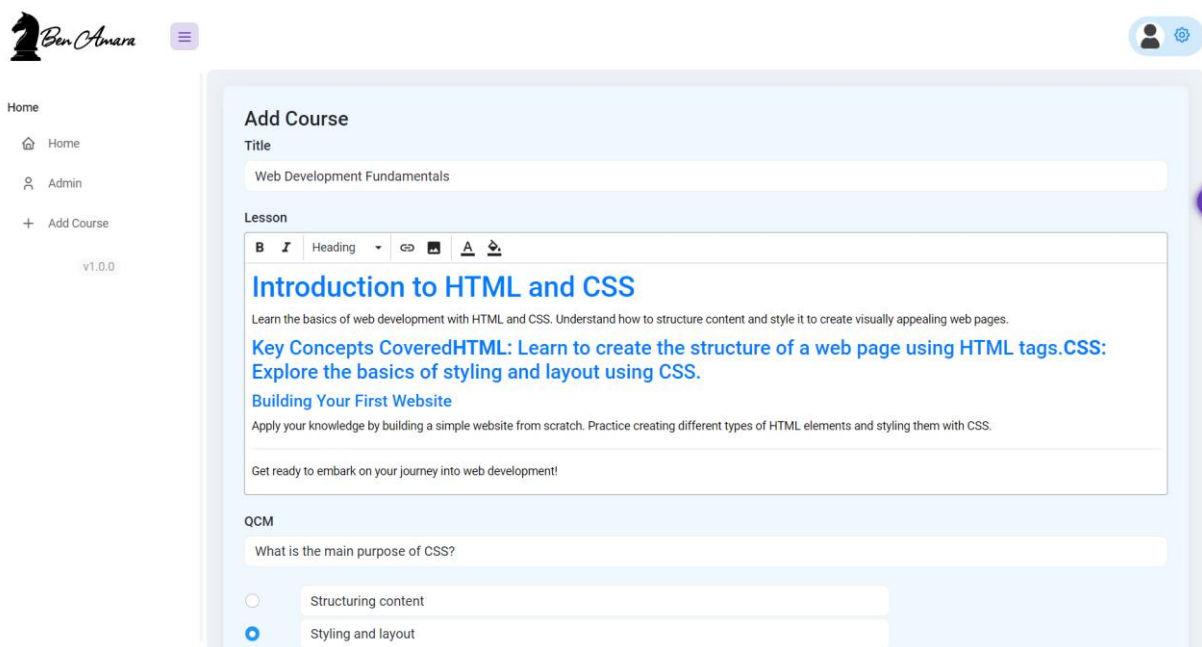 Ben Amara
Home
Home
Admin
Add Course
v1.0.0
Add Course
Title
Web Development Fundamentals
Lesson
B I Heading A
Introduction to HTML and CSS
Learn the basics of web development with HTML and CSS. Understand how to structure content and style it to create visually appealing web pages.
Key Concepts CoveredHTML: Learn to create the structure of a web page using HTML tags.CSS:
Explore the basics of styling and layout using CSS.
Building Your First Website
Apply your knowledge by building a simple website from scratch. Practice creating different types of HTML elements and styling them with CSS.
Get ready to embark on your journey into web development!
QCM
What is the main purpose of CSS?
Structuring content
Styling and layout